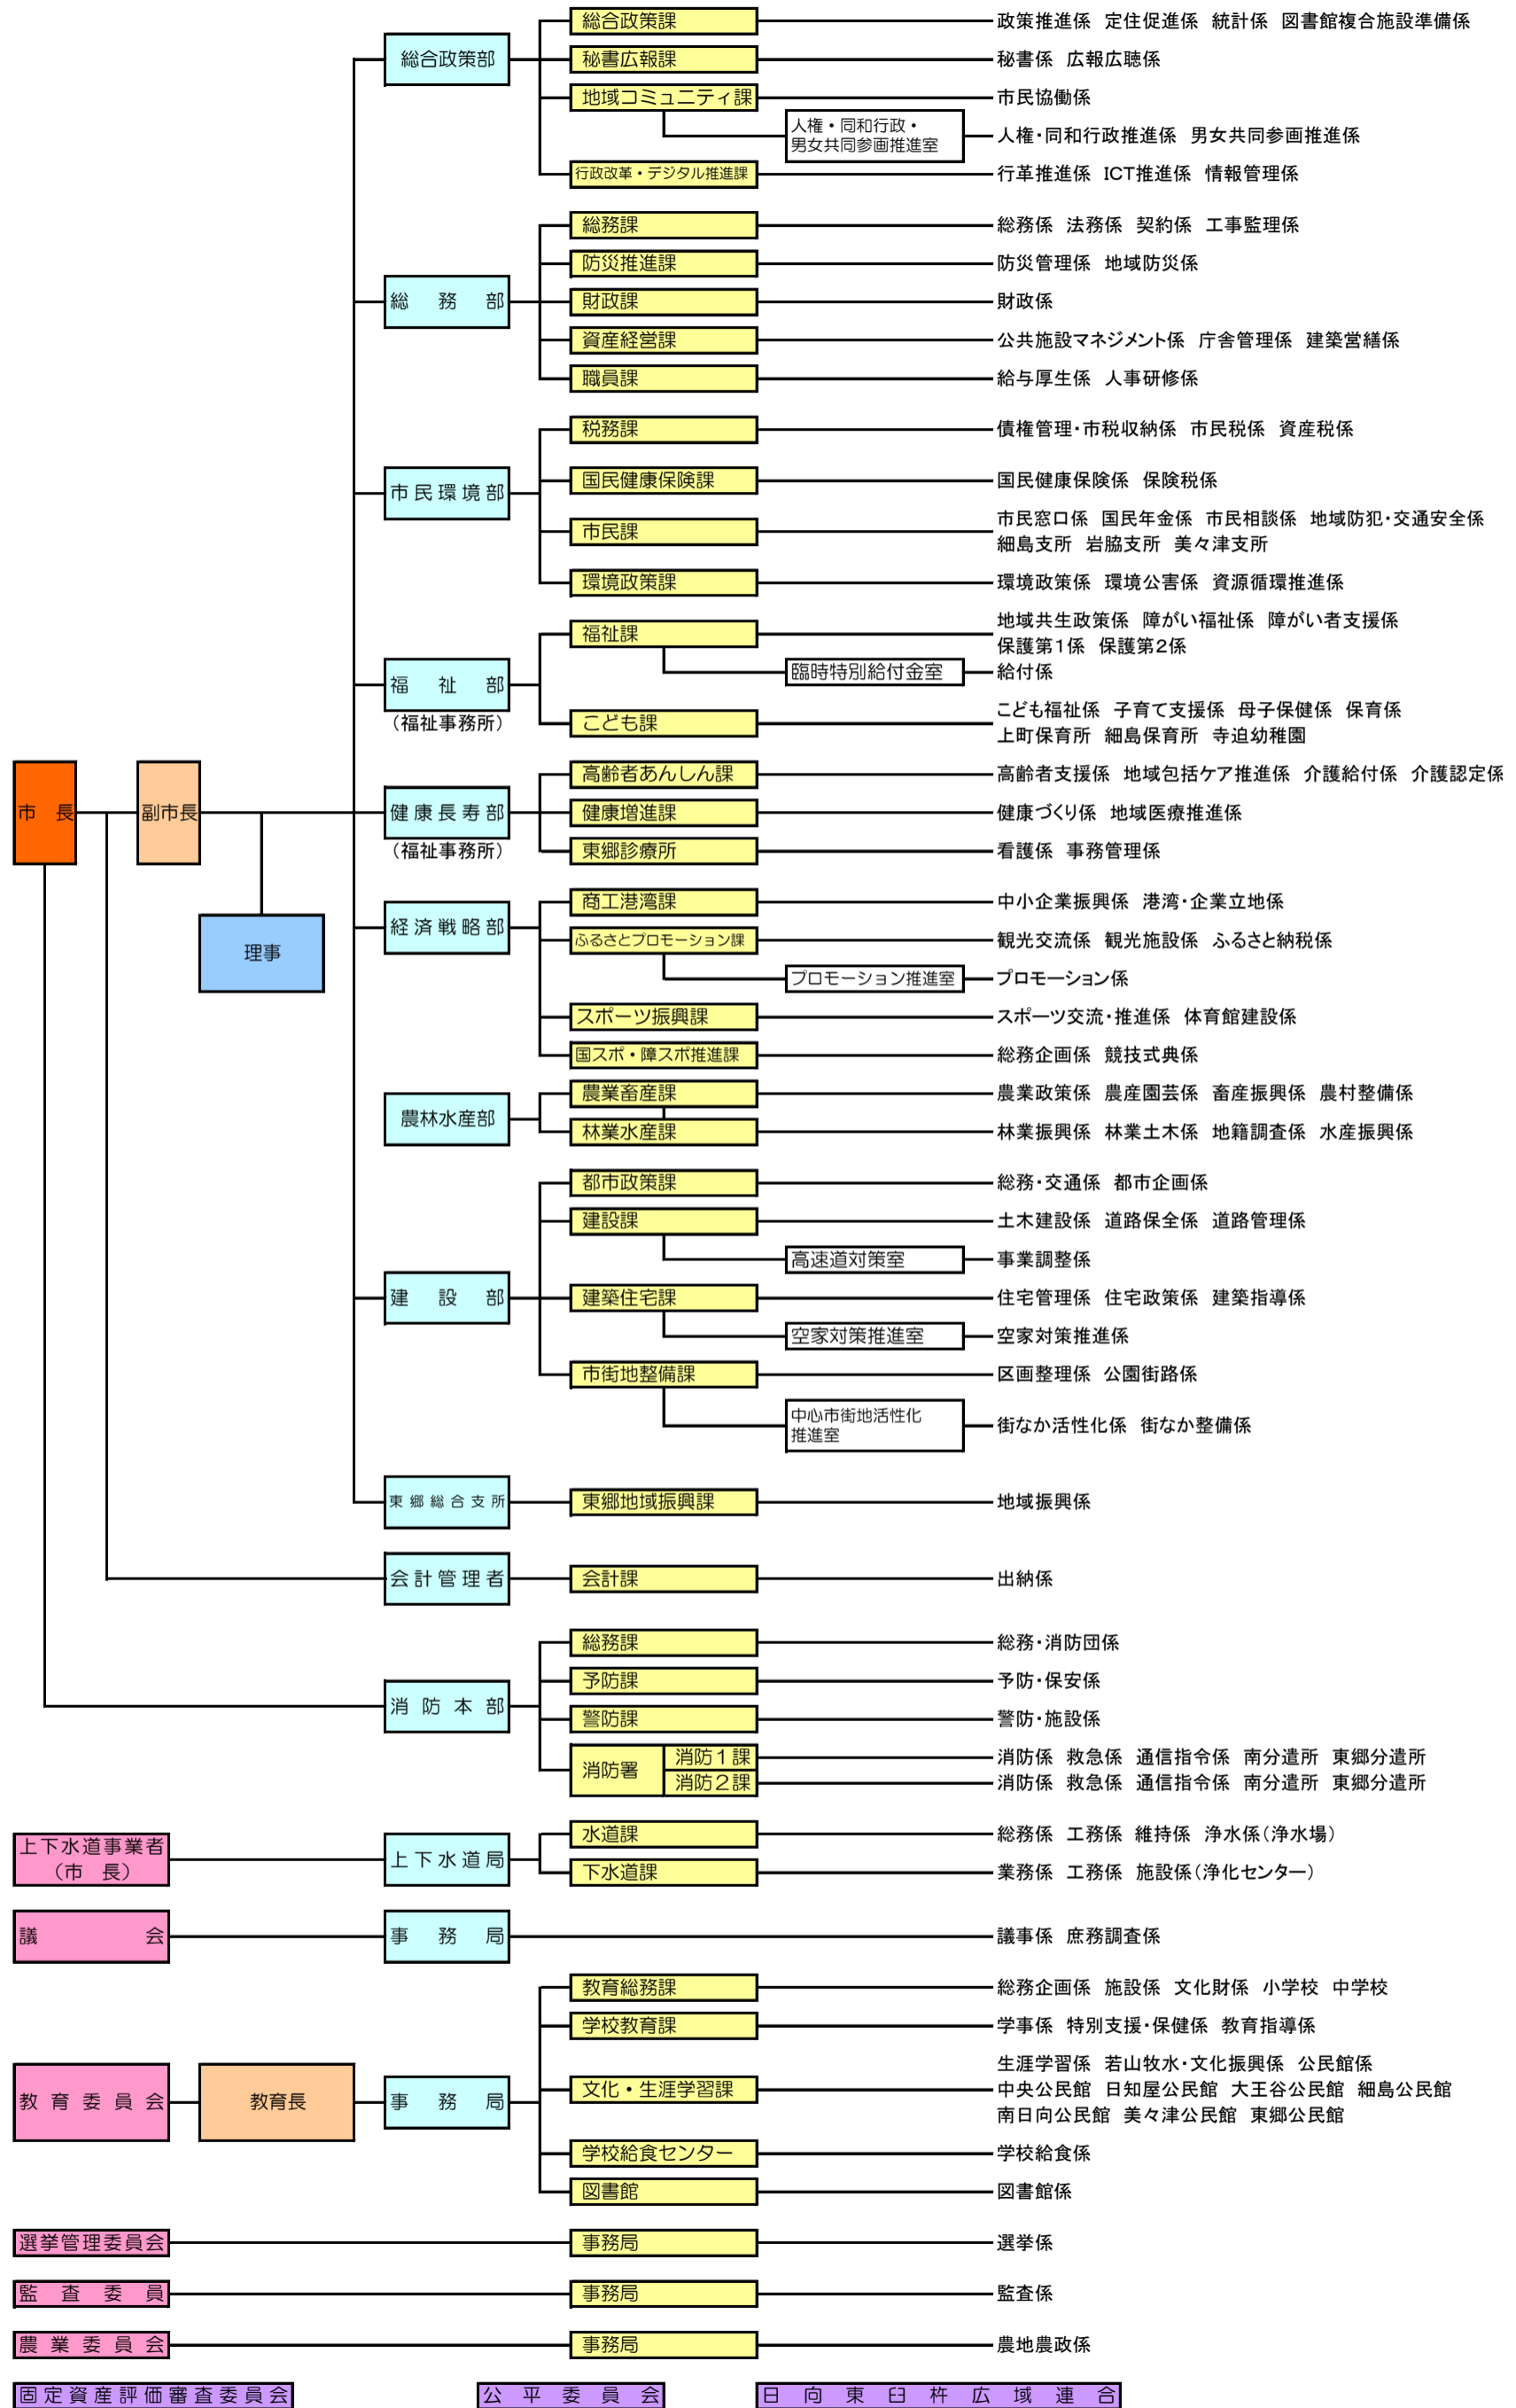 総合政策部
総合政策課 政策推進係 定住促進係 統計係 図書館複合施設準備係
秘書広報課 秘書係 広報広聴係
地域コミュニティ課 市民協働係
人権・同和行政・
男女共同参画推進室
人権・同和行政推進係 男女共同参画推進係
行政改革・デジタル推進課 行革推進係 ICT推進係 情報管理係
総務部
総務課 総務係 法務係 契約係 工事監理係
防災推進課 防災管理係 地域防災係
財政課 財政係
資産経営課 公共施設マネジメント係 庁舎管理係 建築営繕係
職員課 給与厚生係 人事研修係
市民環境部
税務課 債権管理・市税収納係 市民税係 資産税係
国民健康保険課 国民健康保険係 保険税係
市民課 市民窓口係 国民年金係 市民相談係 地域防犯・交通安全係
細島支所 岩脇支所 美々津支所
環境政策課 環境政策係 環境公害係 資源循環推進係
福祉部
（福祉事務所）
福祉課 地域共生政策係 障がい福祉係 障がい者支援係
保護第1係 保護第2係
臨時特別給付金室 給付係
こども課 こども福祉係 子育て支援係 母子保健係 保育係
上町保育所 細島保育所 寺迫幼稚園
市長
副市長
理事
健康長寿部
（福祉事務所）
高齢者あんしん課 高齢者支援係 地域包括ケア推進係 介護給付係 介護認定係
健康増進課 健康づくり係 地域医療推進係
東郷診療所 看護係 事務管理係
経済戦略部
商工港湾課 中小企業振興係 港湾・企業立地係
ふるさとプロモーション課 観光交流係 観光施設係 ふるさと納税係
プロモーション推進室 プロモーション係
スポーツ振興課 スポーツ交流・推進係 体育館建設係
国スポ・障スポ推進課 総務企画係 競技式典係
農林水産部
農業畜産課 農業政策係 農産園芸係 畜産振興係 農村整備係
林業水産課 林業振興係 林業土木係 地籍調査係 水産振興係
建設部
都市政策課 総務・交通係 都市企画係
建設課 土木建設係 道路保全係 道路管理係
高速道対策室 事業調整係
建築住宅課 住宅管理係 住宅政策係 建築指導係
空家対策推進室 空家対策推進係
市街地整備課 区画整理係 公園街路係
中心市街地活性化
推進室
街なか活性化係 街なか整備係
東郷総合支所 東郷地域振興課 地域振興係
会計管理者 会計課 出納係
消防本部
総務課 総務・消防団係
予防課 予防・保安係
警防課 警防・施設係
消防署
消防1課 消防係 救急係 通信指令係 南分遣所 東郷分遣所
消防2課 消防係 救急係 通信指令係 南分遣所 東郷分遣所
上下水道事業者
（市長）
上下水道局
水道課 総務係 工務係 維持係 浄水係（浄水場）
下水道課 業務係 工務係 施設係（浄化センター）
議会 事務局 議事係 庶務調査係
教育委員会 教育長 事務局
教育総務課 総務企画係 施設係 文化財係 小学校 中学校
学校教育課 学事係 特別支援・保健係 教育指導係
文化・生涯学習課 生涯学習係 若山牧水・文化振興係 公民館係
中央公民館 日知屋公民館 大王谷公民館 細島公民館
南日向公民館 美々津公民館 東郷公民館
学校給食センター 学校給食係
図書館 図書館係
選挙管理委員会 事務局 選挙係
監査委員 事務局 監査係
農業委員会 事務局 農地農政係
固定資産評価審査委員会 公平委員会 日向東臼杵広域連合